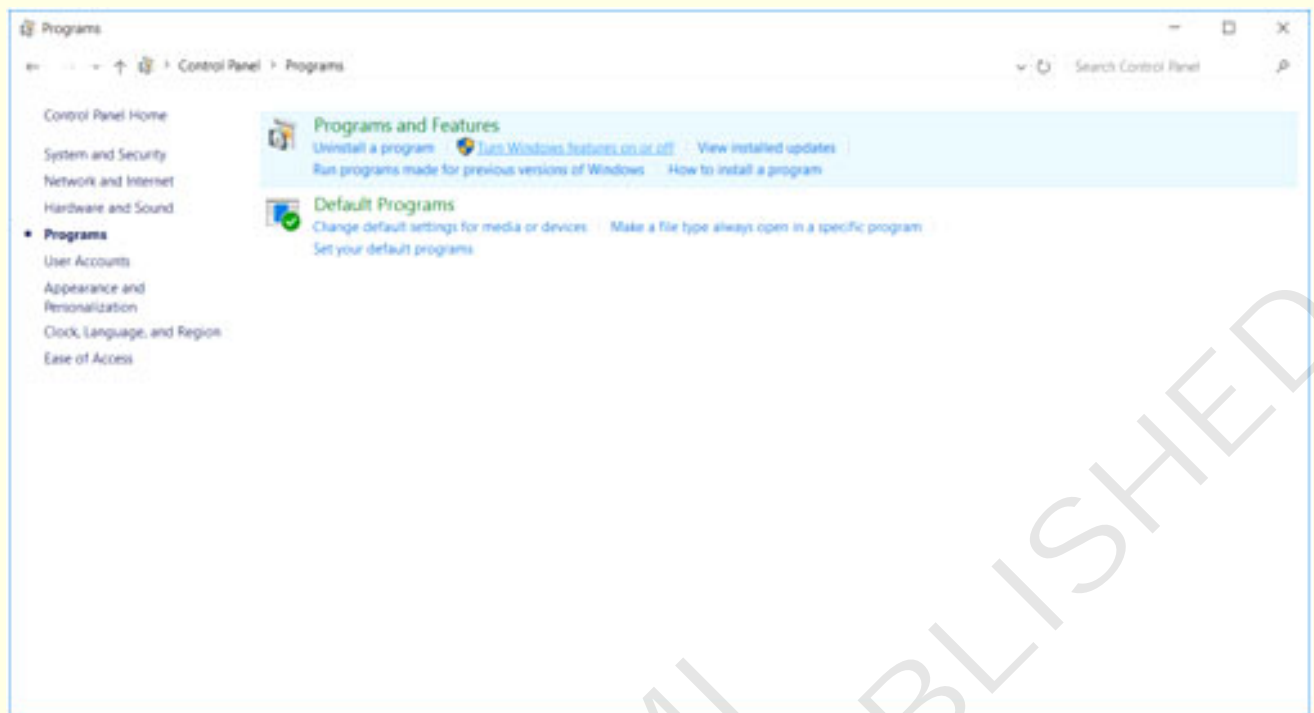 Programs
Control Panel › Programs
Search Control Panel
Control Panel Home
System and Security
Network and Internet
Hardware and Sound
Programs
User Accounts
Appearance and
Personalization
Clock, Language, and Region
Ease of Access
Programs and Features
Uninstall a program Turn Windows features on or off View installed updates
Run programs made for previous versions of Windows How to install a program
Default Programs
Change default settings for media or devices Make a file type always open in a specific program
Set your default programs